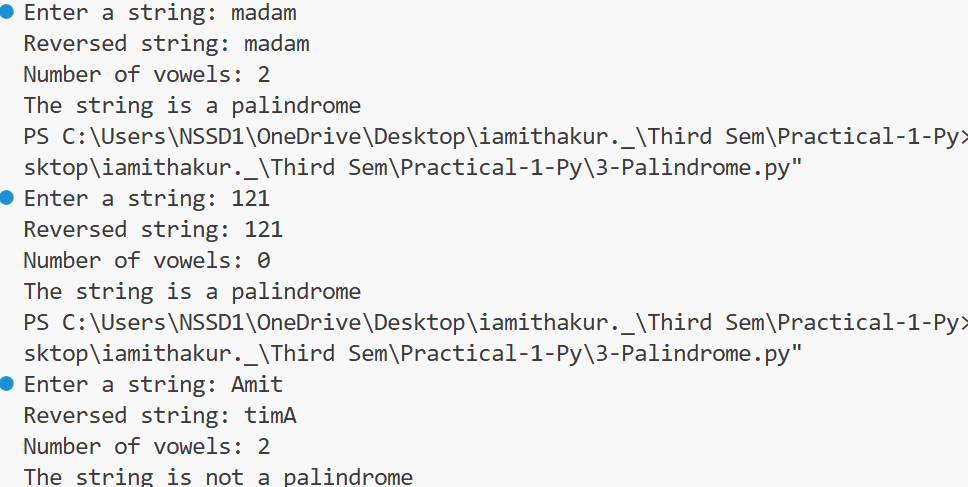 Enter a string: madam
Reversed string: madam
Number of vowels: 2
The string is a palindrome
PS C:\Users\NSSD1\OneDrive\Desktop\iamithakur._\Third Sem\Practical-1-Py>
sktop\iamithakur._\Third Sem\Practical-1-Py\3-Palindrome.py"
Enter a string: 121
Reversed string: 121
Number of vowels: 0
The string is a palindrome
PS C:\Users\NSSD1\OneDrive\Desktop\iamithakur._\Third Sem\Practical-1-Py>
sktop\iamithakur._\Third Sem\Practical-1-Py\3-Palindrome.py"
Enter a string: Amit
Reversed string: timA
Number of vowels: 2
The string is not a palindrome